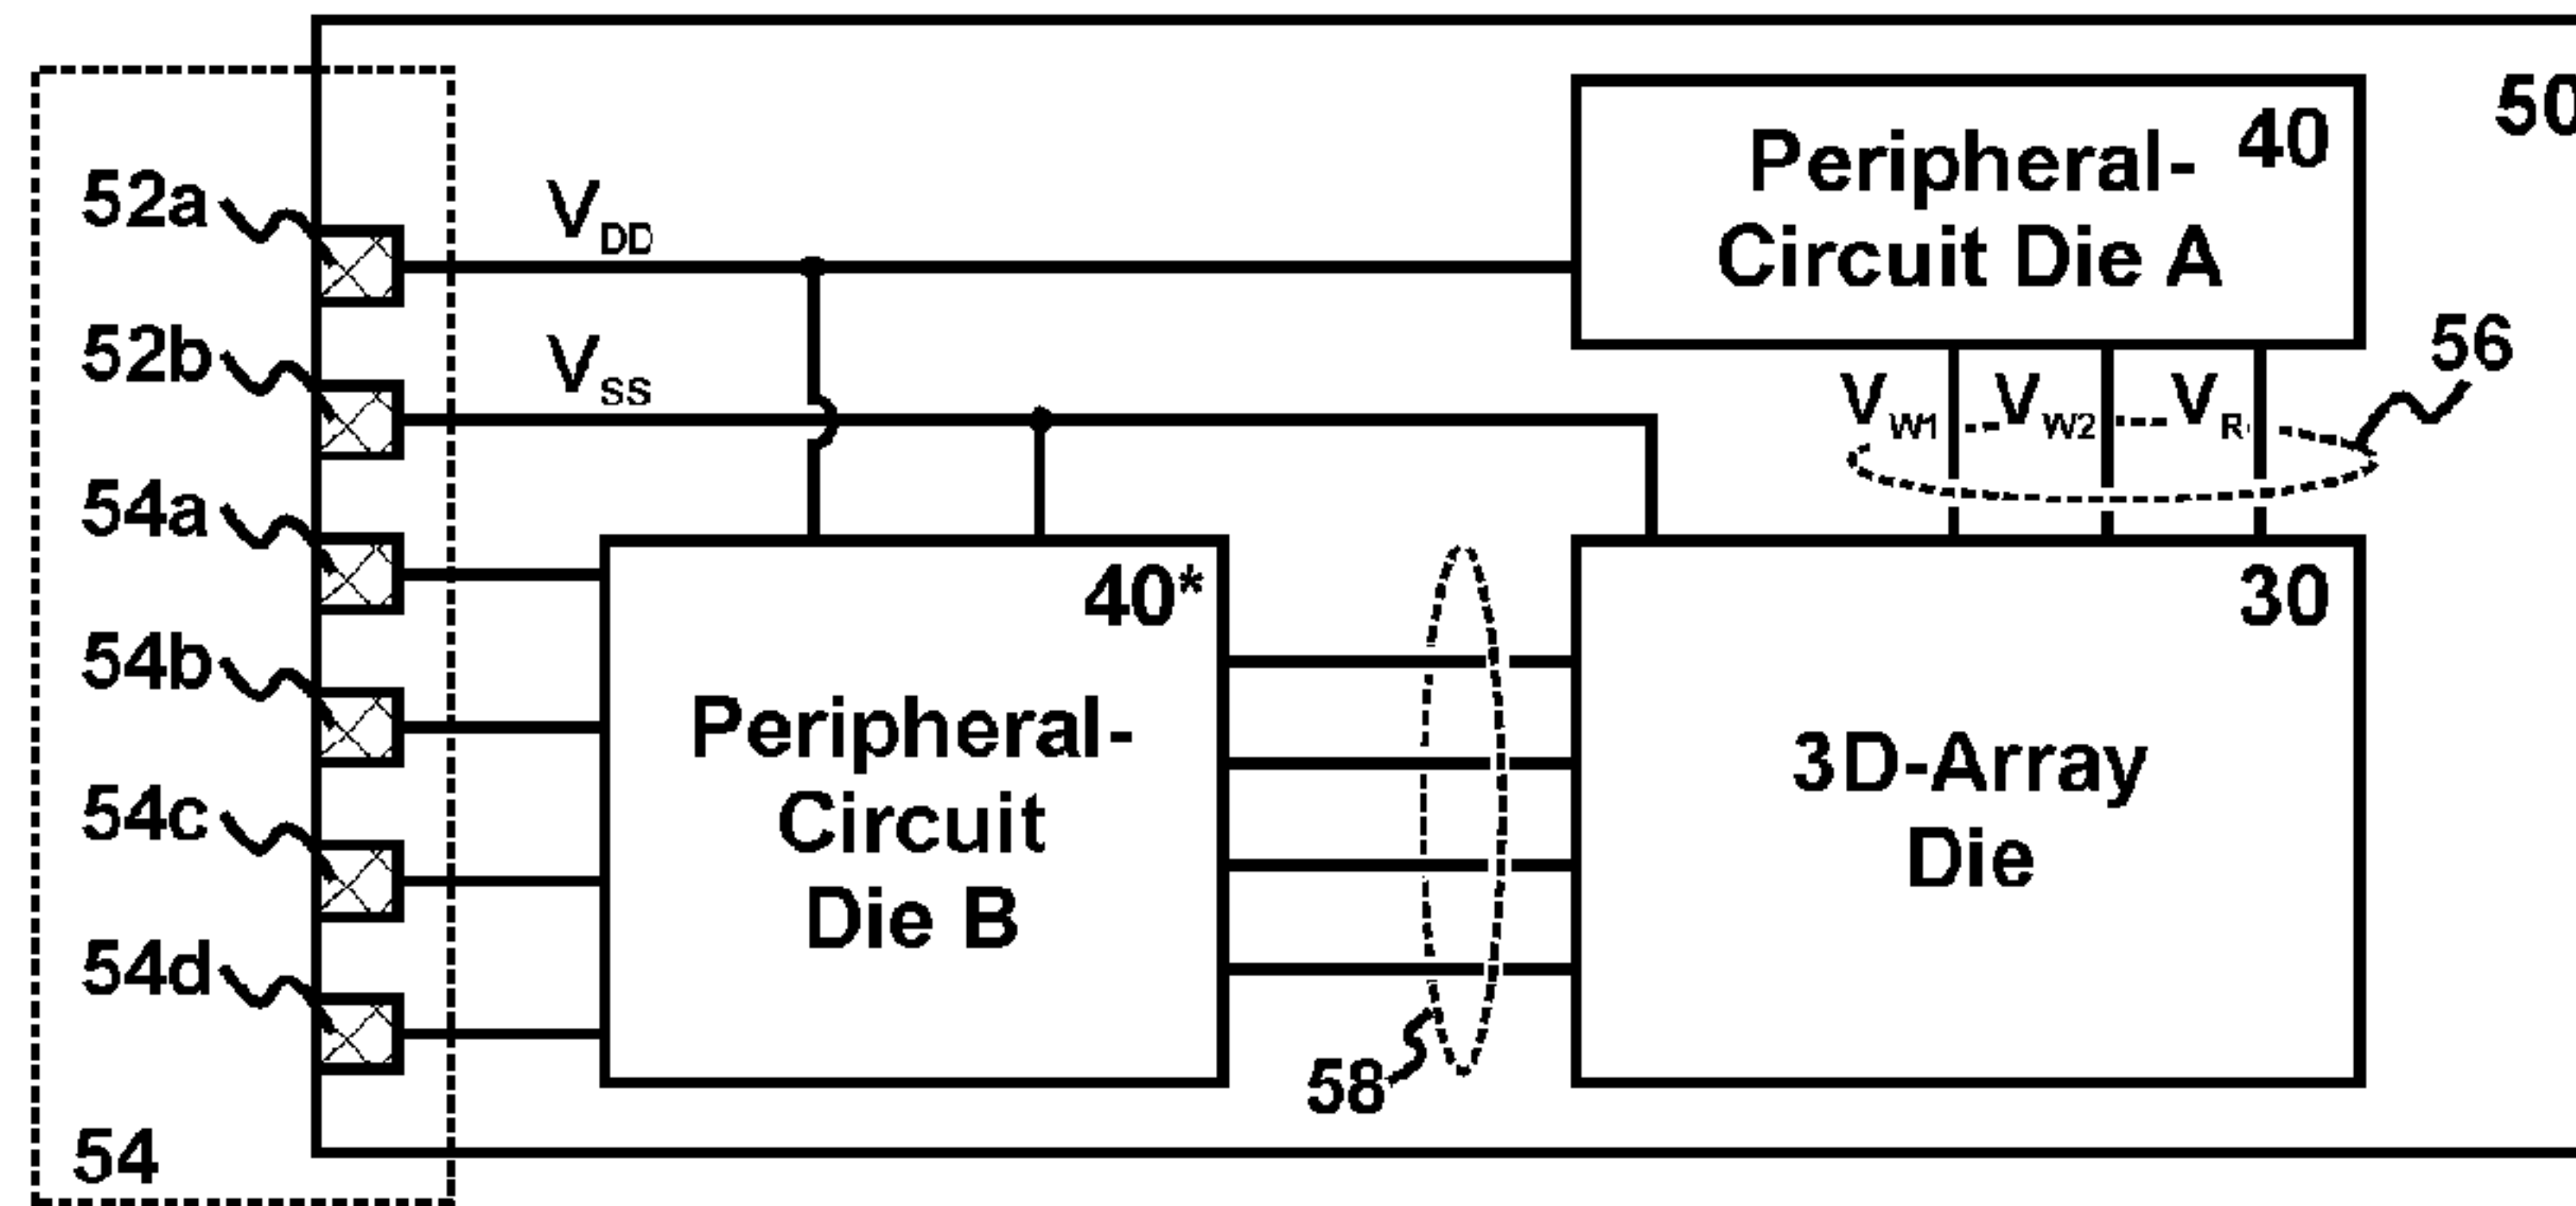 50
Peripheral- 40
Circuit Die A
52a
V_DD
52b
V_SS
56
V_W1 V_W2 V_R
54a
40*
30
54b
Peripheral-
Circuit
Die B
3D-Array
Die
54c
54d
58
54